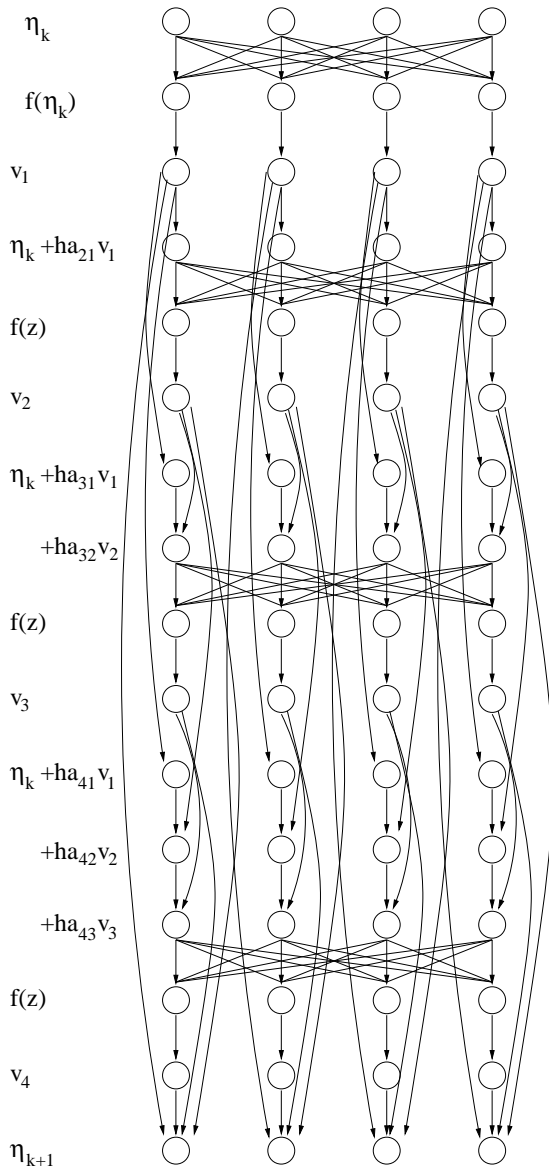 η_k
f(η_k)
v_1
η_k +ha_21 v_1
f(z)
v_2
η_k +ha_31 v_1
+ha_32 v_2
f(z)
v_3
η_k +ha_41 v_1
+ha_42 v_2
+ha_43 v_3
f(z)
v_4
η_k+1